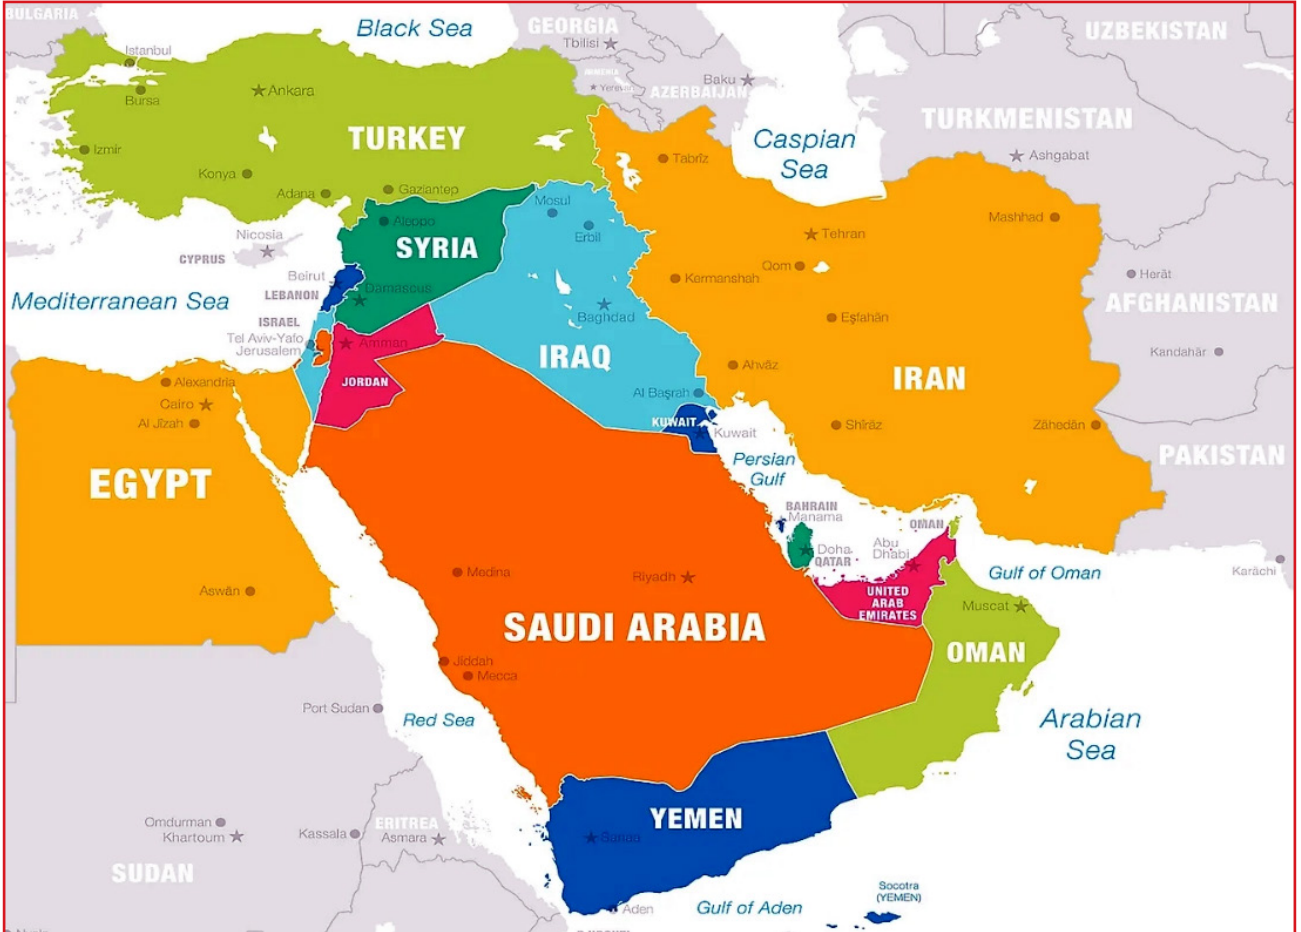 BULGARIA
Black Sea
GEORGIA
Tbilisi
UZBEKISTAN
Istanbul
ARMENIA
Yerevan
Baku
AZERBAIJAN
Ankara
Bursa
TURKMENISTAN
TURKEY
Caspian
Sea
Izmir
Tabrīz
Ashgabat
Konya
Adana
Gaziantep
Mosul
Aleppo
Erbil
Mashhad
Nicosia
Tehran
CYPRUS
SYRIA
Qom
Beirut
Kermanshah
Herāt
LEBANON
Damascus
Mediterranean Sea
AFGHANISTAN
Baghdad
Eşfahān
ISRAEL
Tel Aviv-Yafo
Jerusalem
Amman
IRAQ
Kandahār
Ahvāz
IRAN
JORDAN
Alexandria
Al Başrah
Cairo
Al Jīzah
KUWAIT
Kuwait
Shīrāz
Zāhedān
PAKISTAN
Persian
Gulf
EGYPT
BAHRAIN
Manama
OMAN
Doha
QATAR
Abu
Dhabi
Gulf of Oman
Karāchi
Medina
Riyadh
Aswān
UNITED
ARAB
EMIRATES
Muscat
SAUDI ARABIA
OMAN
Jiddah
Mecca
Port Sudan
Red Sea
Arabian
Sea
Omdurman
Khartoum
Kassala
ERITREA
Asmara
YEMEN
Sanaa
SUDAN
Socotra
(YEMEN)
Aden
Gulf of Aden